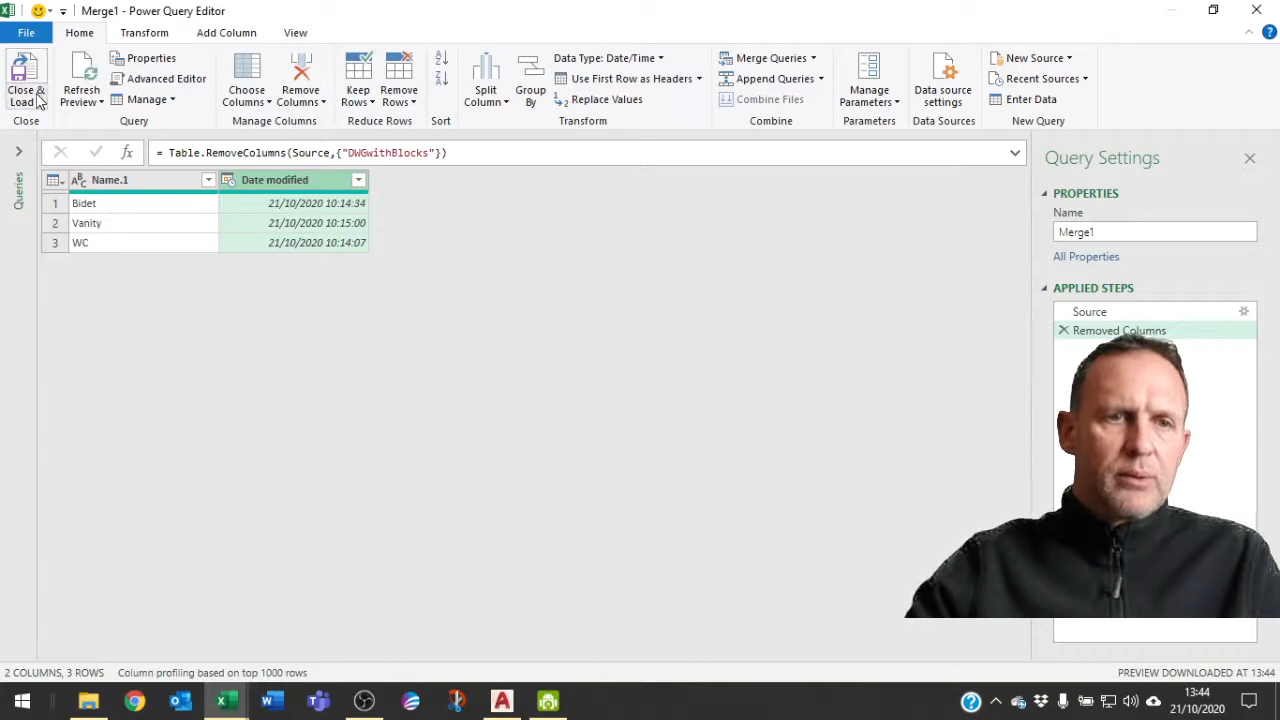 Merge1 - Power Query Editor
File
Home
Transform
Add Column
View
Close &
Load
Close
Refresh
Preview
Properties
Advanced Editor
Manage
Query
Choose
Columns
Remove
Columns
Manage Columns
Keep
Rows
Remove
Rows
Reduce Rows
Sort
Split
Column
Group
By
Data Type: Date/Time
Use First Row as Headers
Replace Values
Transform
Merge Queries
Append Queries
Combine Files
Combine
Manage
Parameters
Parameters
Data source
settings
Data Sources
New Source
Recent Sources
Enter Data
New Query
Queries
= Table.RemoveColumns(Source,{"DWGwithBlocks"})
Name.1 Date modified
1 Bidet 21/10/2020 10:14:34
2 Vanity 21/10/2020 10:15:00
3 WC 21/10/2020 10:14:07
Query Settings
PROPERTIES
Name
Merge1
All Properties
APPLIED STEPS
Source
Removed Columns
2 COLUMNS, 3 ROWS Column profiling based on top 1000 rows
PREVIEW DOWNLOADED AT 13:44
13:44
21/10/2020